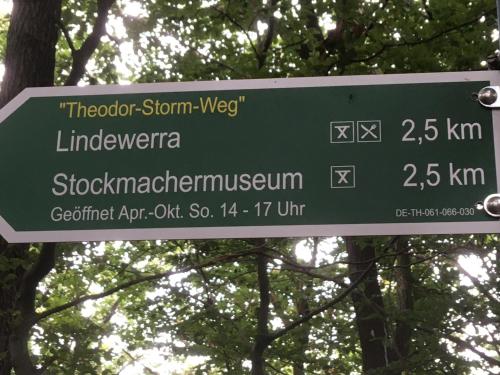 "Theodor-Storm-Weg"
Lindewerra 2,5 km
Stockmachermuseum 2,5 km
Geöffnet Apr.-Okt. So. 14 - 17 Uhr DE-TH-061-066-030